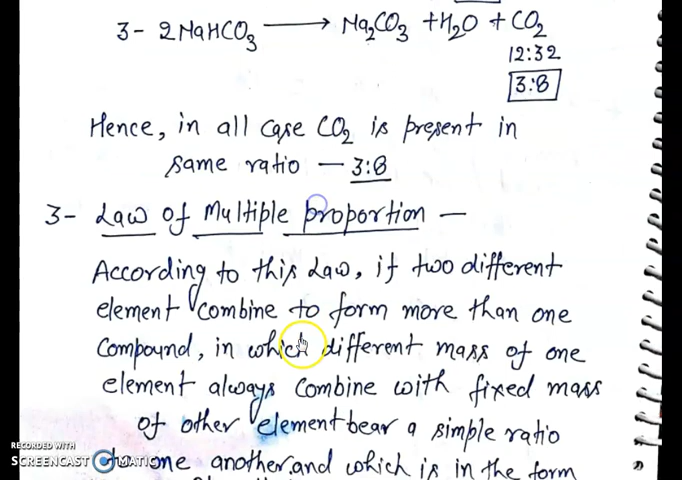 3- 2NaHCO₃ ⟶ Na₂CO₃ + H₂O + CO₂
12:32
3:8
Hence, in all case CO₂ is present in
same ratio — 3:8
3- Law of Multiple proportion —
According to this Law, if two different
element combine to form more than one
compound, in which different mass of one
element always combine with fixed mass
of other element bear a simple ratio
to one another, and which is in the form
RECORDED WITH
SCREENCAST MATIC